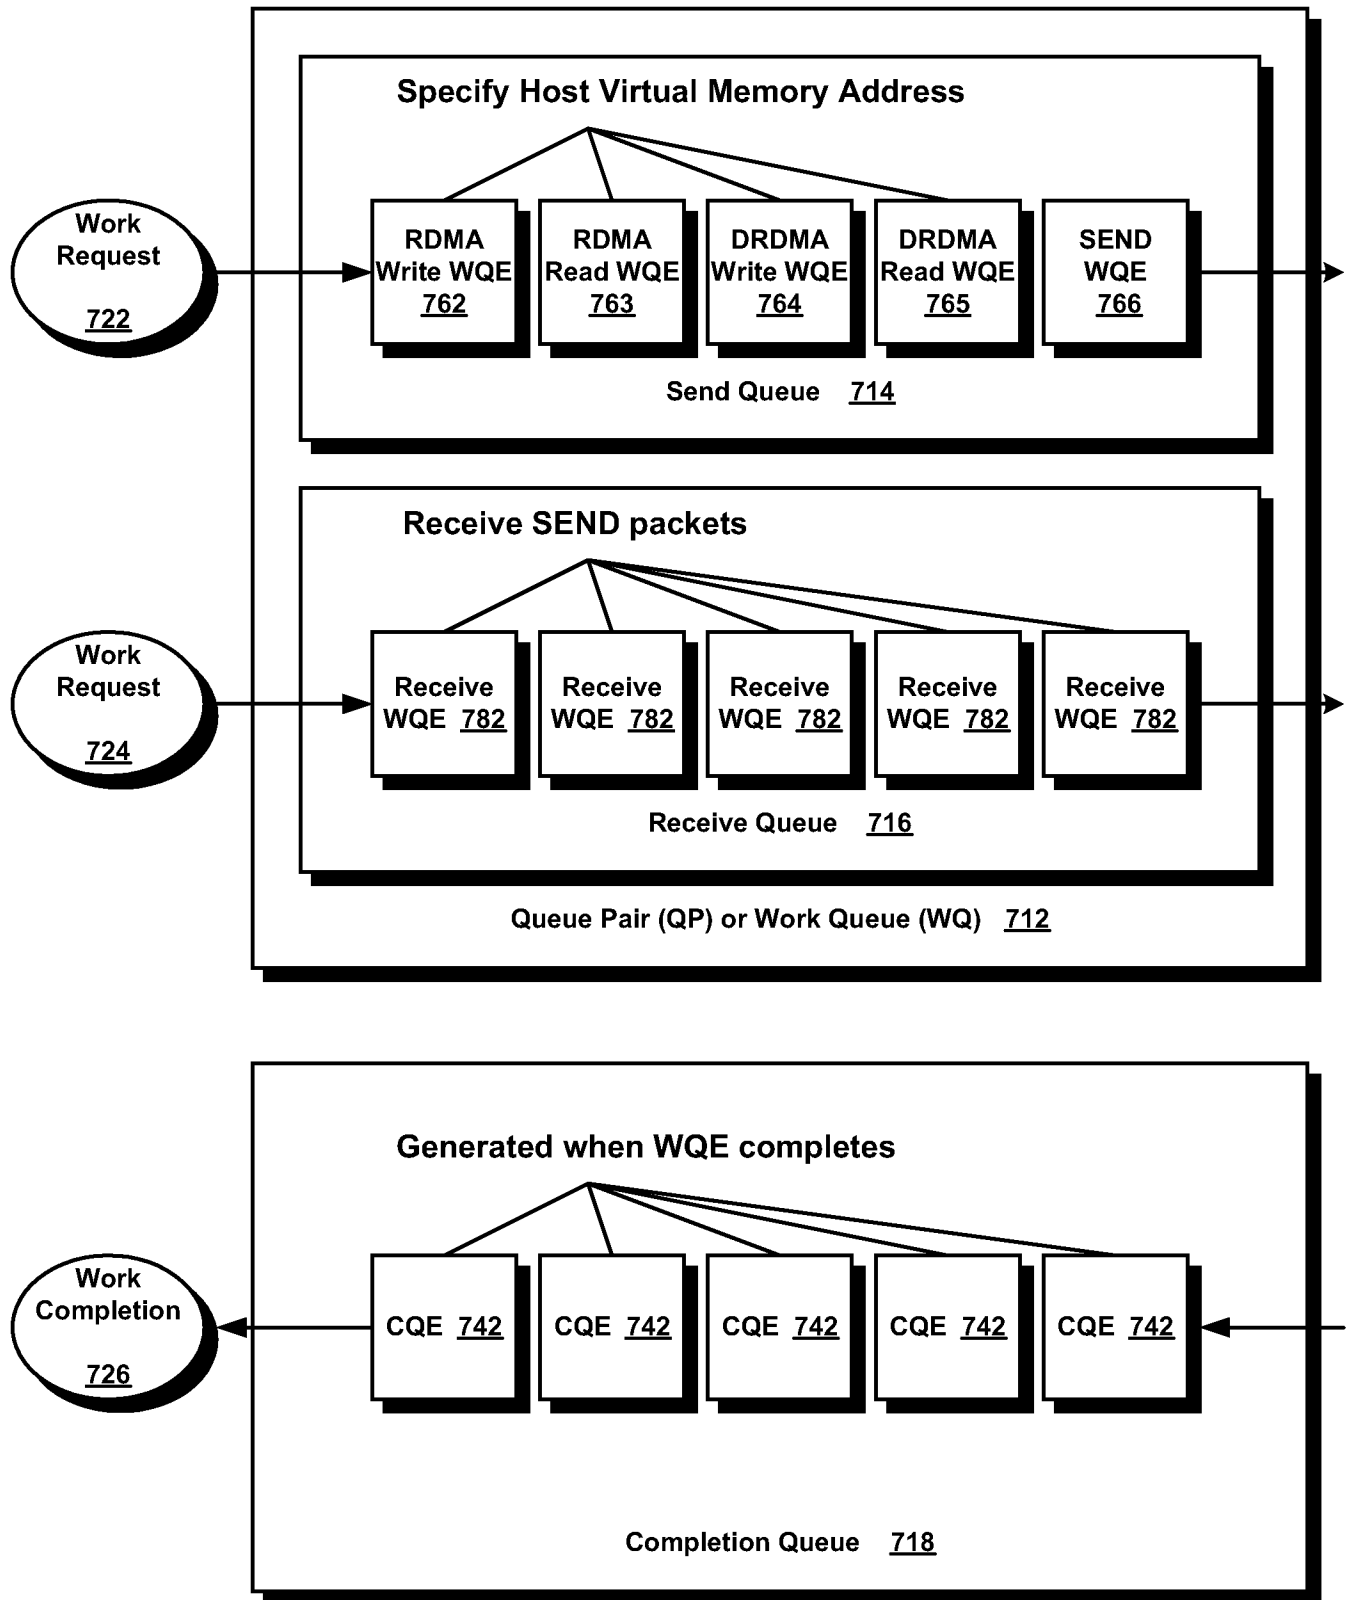 Specify Host Virtual Memory Address
Work
Request
722
RDMA
Write WQE
762
RDMA
Read WQE
763
DRDMA
Write WQE
764
DRDMA
Read WQE
765
SEND
WQE
766
Send Queue 714
Receive SEND packets
Work
Request
724
Receive
WQE 782
Receive
WQE 782
Receive
WQE 782
Receive
WQE 782
Receive
WQE 782
Receive Queue 716
Queue Pair (QP) or Work Queue (WQ) 712
Generated when WQE completes
Work
Completion
726
CQE 742
CQE 742
CQE 742
CQE 742
CQE 742
Completion Queue 718